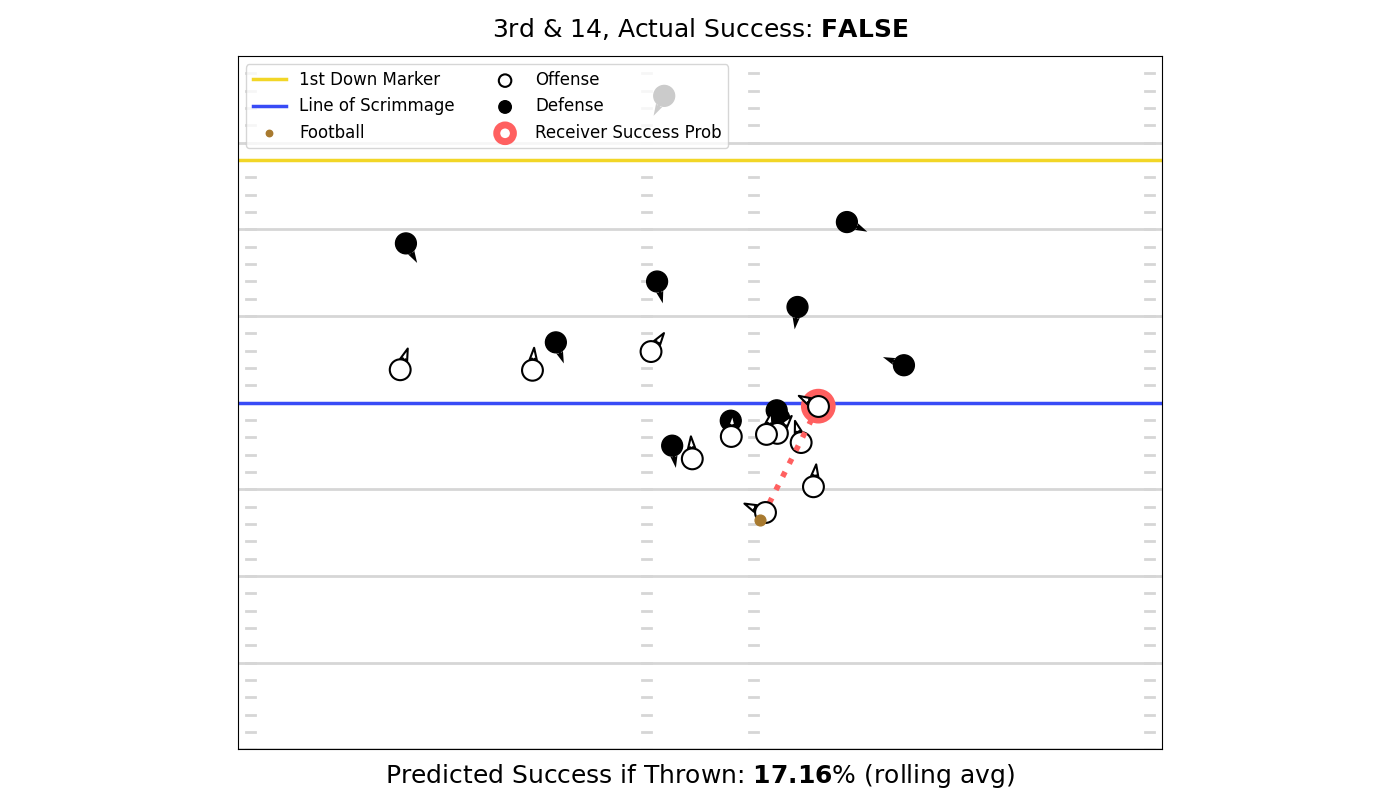 3rd & 14, Actual Success: FALSE
1st Down Marker
Line of Scrimmage
Football
Offense
Defense
Receiver Success Prob
Predicted Success if Thrown: 17.16% (rolling avg)